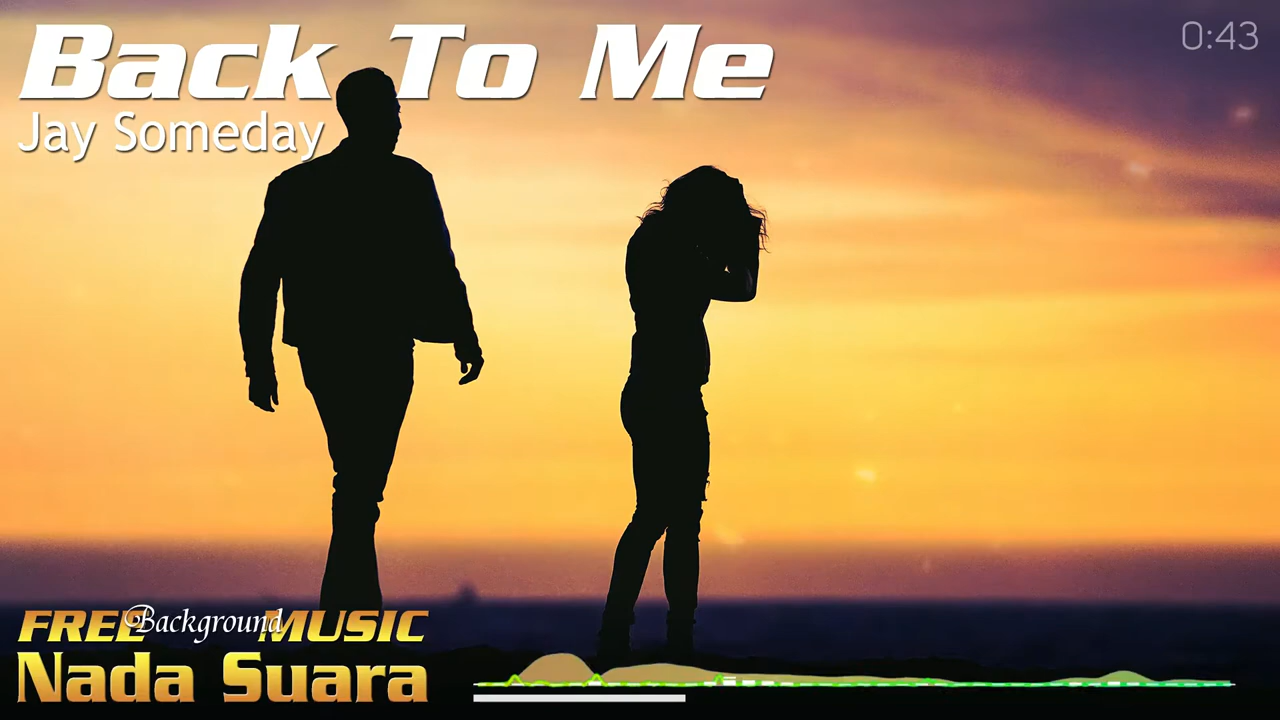 Back To Me
0:43
Jay Someday
FREE Background MUSIC
Nada Suara